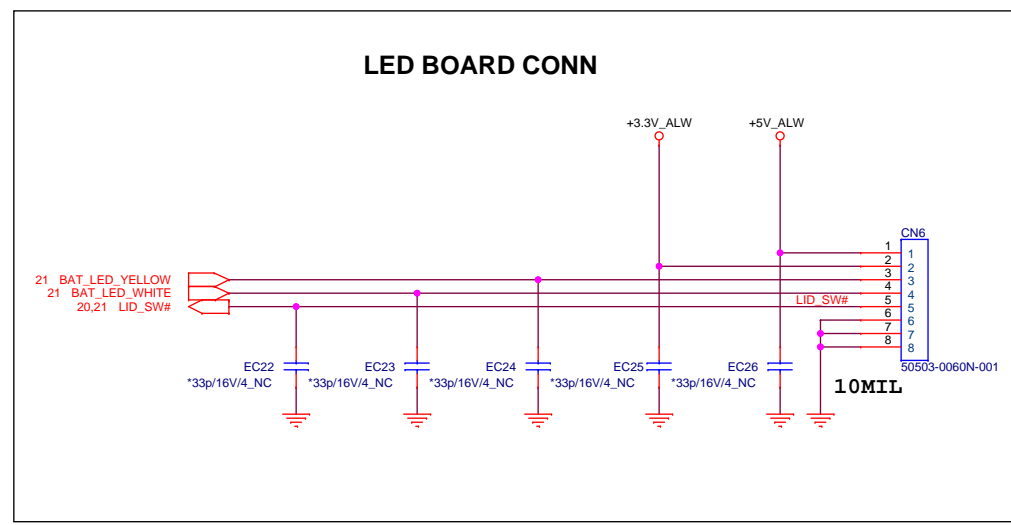 LED BOARD CONN
+3.3V_ALW
+5V_ALW
CN6
1 1
2 2
21 BAT_LED_YELLOW 3 3
21 BAT_LED_WHITE 4 4
20,21 LID_SW# LID_SW# 5 5
6 6
7 7
8 8
EC22 EC23 EC24 EC25 EC26 50503-0060N-001
*33p/16V/4_NC *33p/16V/4_NC *33p/16V/4_NC *33p/16V/4_NC *33p/16V/4_NC
10MIL